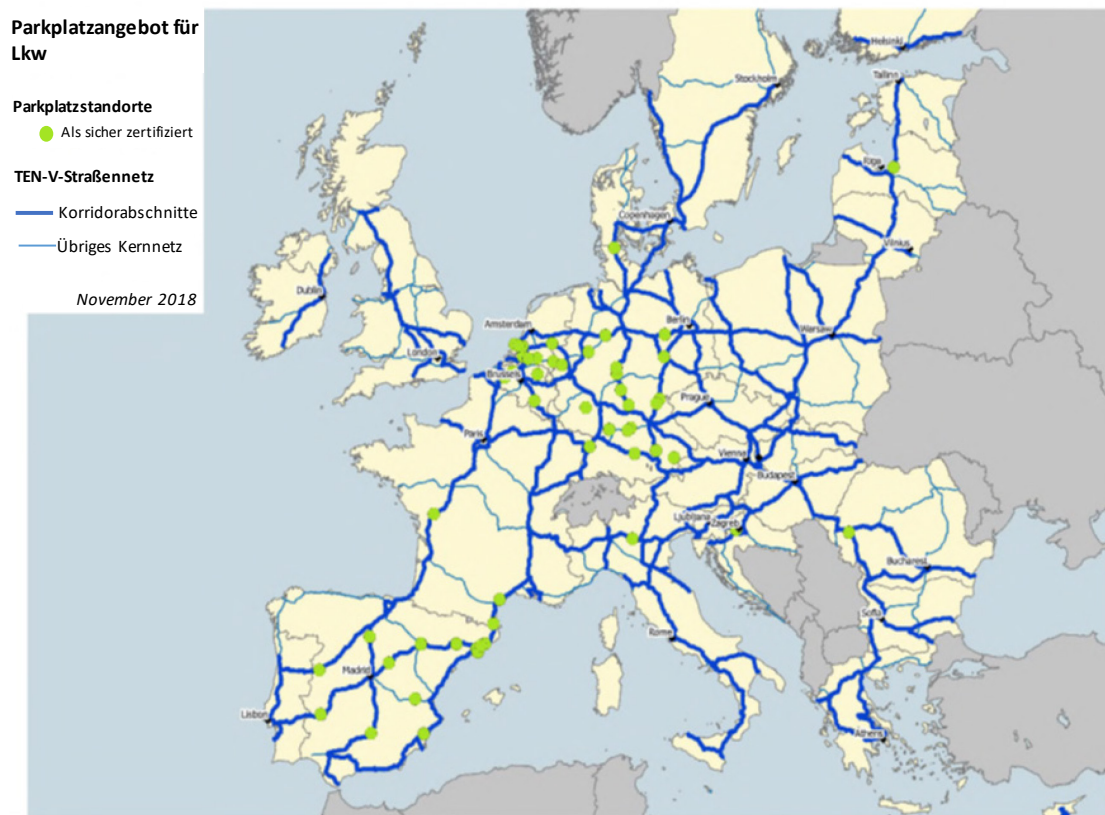 Parkplatzangebot für
Lkw
Parkplatzstandorte
Als sicher zertifiziert
TEN-V-Straßennetz
Korridorabschnitte
Übriges Kernnetz
November 2018
Helsinki
Stockholm
Tallinn
Riga
Copenhagen
Vilnius
Dublin
Amsterdam
Berlin
Warsaw
London
Brussels
Prague
Paris
Vienna
Budapest
Ljubljana
Zagreb
Bucharest
Sofia
Rome
Madrid
Lisbon
Athens